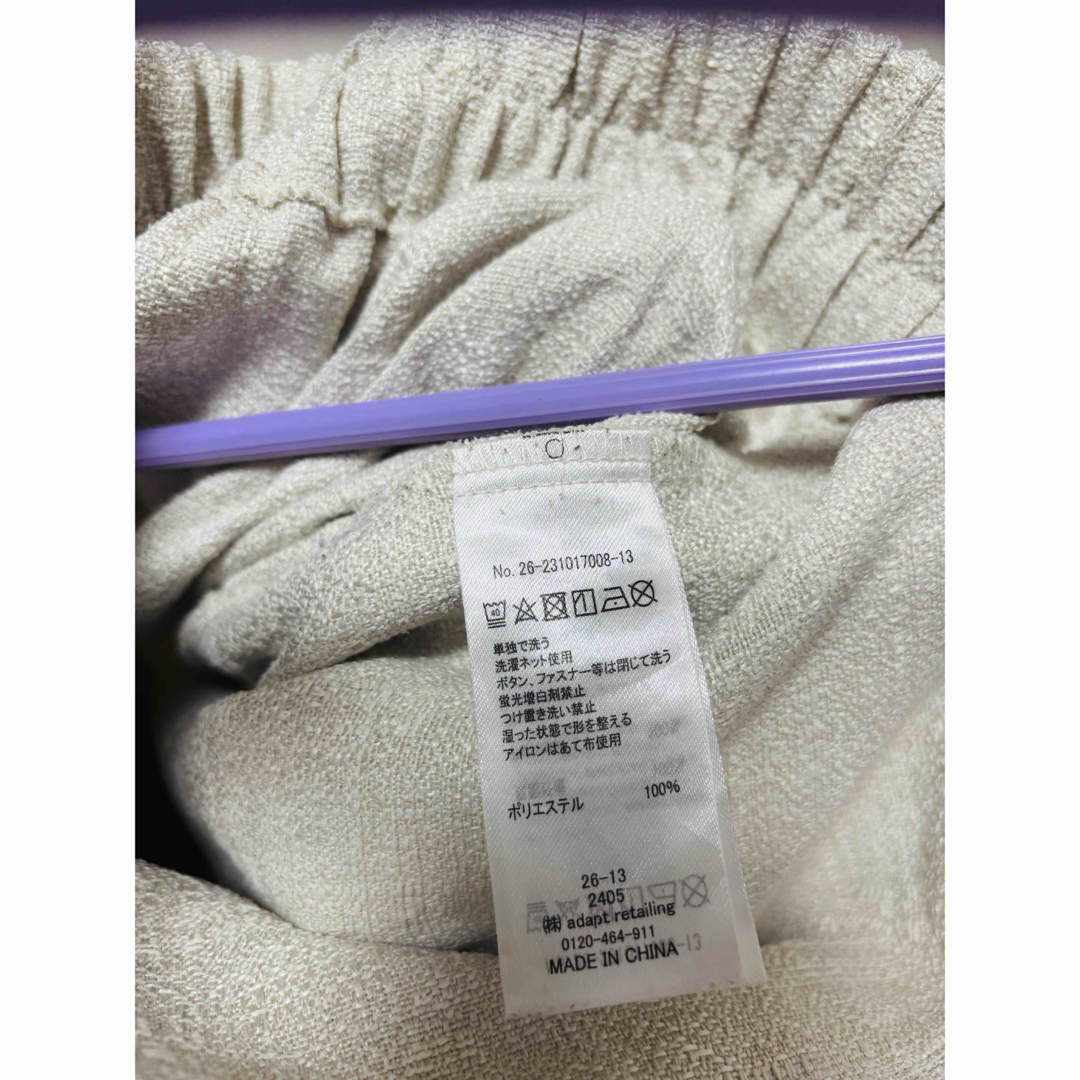 No. 26-231017008-13
40
単独で洗う
洗濯ネット使用
ボタン、ファスナー等は閉じて洗う
蛍光増白剤禁止
つけ置き洗い禁止
湿った状態で形を整える
アイロンはあて布使用
ポリエステル 100%
26-13
2405
(株) adapt retailing
0120-464-911
MADE IN CHINA